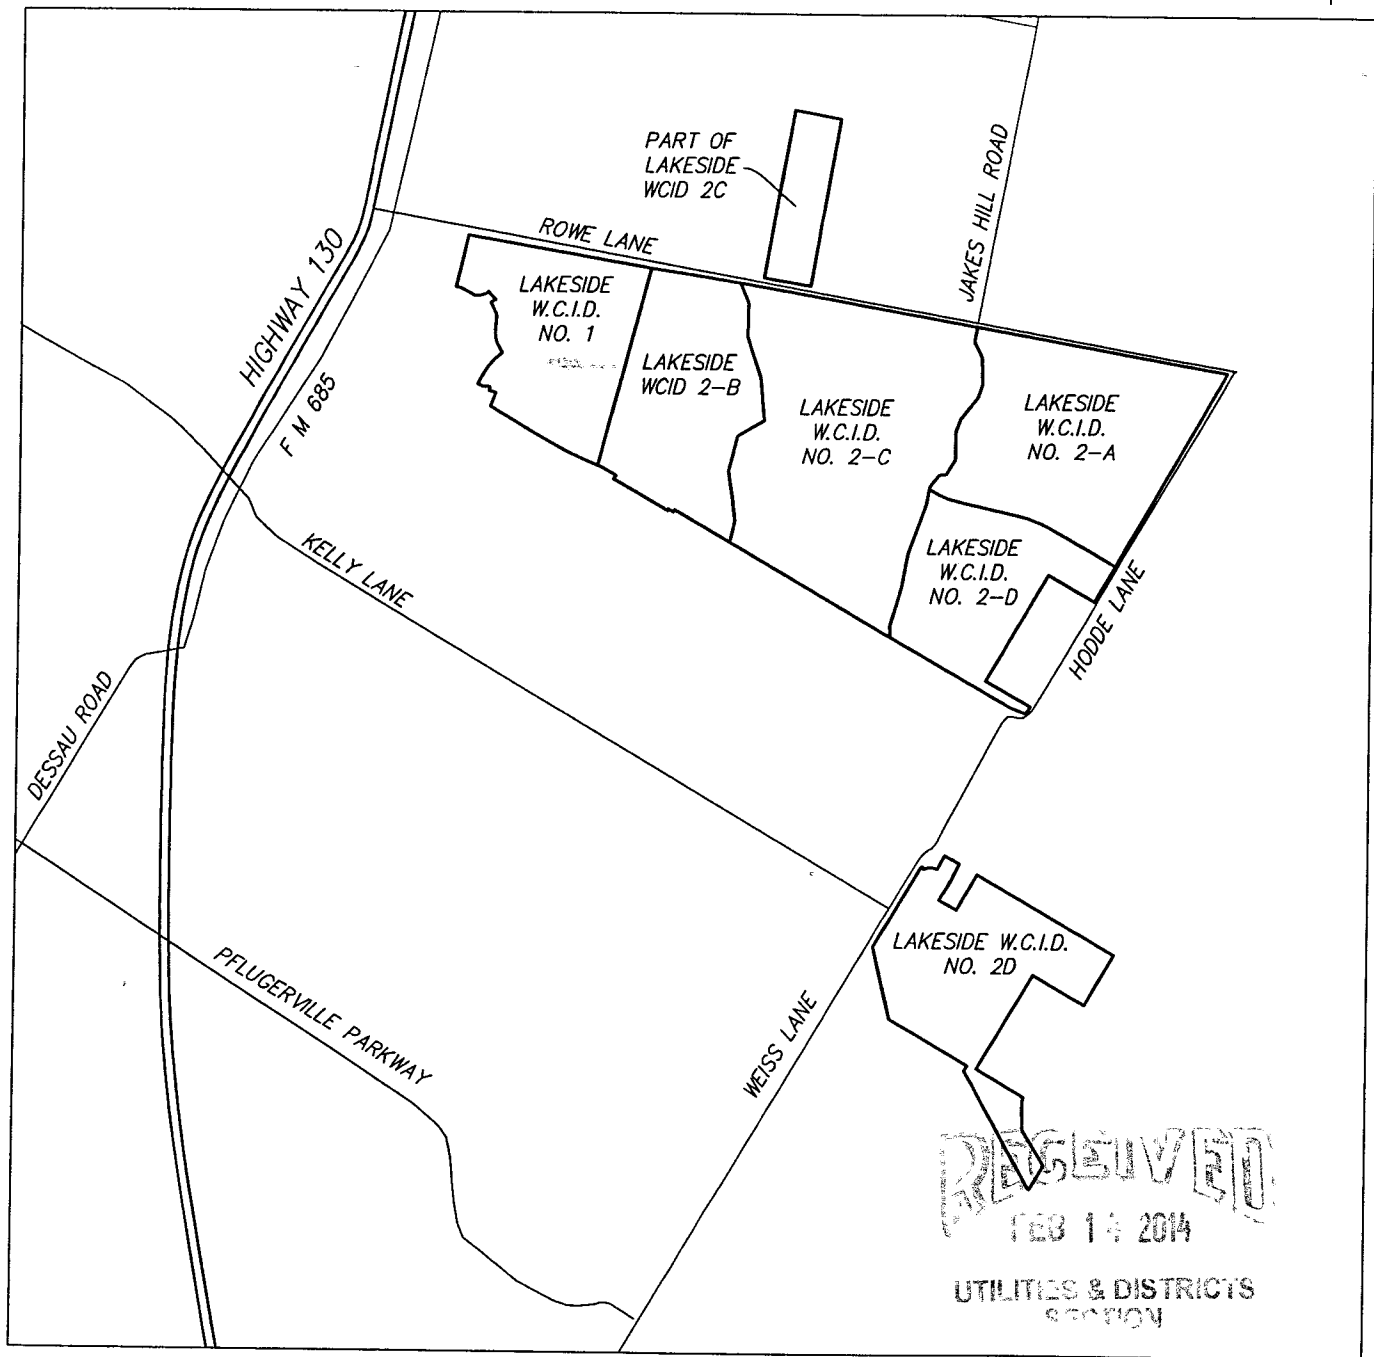 PART OF
LAKESIDE
WCID 2C
JAKES HILL ROAD
ROWE LANE
HIGHWAY 130
F M 685
LAKESIDE
W.C.I.D.
NO. 1
LAKESIDE
WCID 2-B
LAKESIDE
W.C.I.D.
NO. 2-C
LAKESIDE
W.C.I.D.
NO. 2-A
LAKESIDE
W.C.I.D.
NO. 2-D
HODDE LANE
KELLY LANE
DESSAU ROAD
LAKESIDE W.C.I.D.
NO. 2D
PFLUGERVILLE PARKWAY
WEISS LANE
RECEIVED
FEB 2014
UTILITIES & DISTRICTS
SECTION